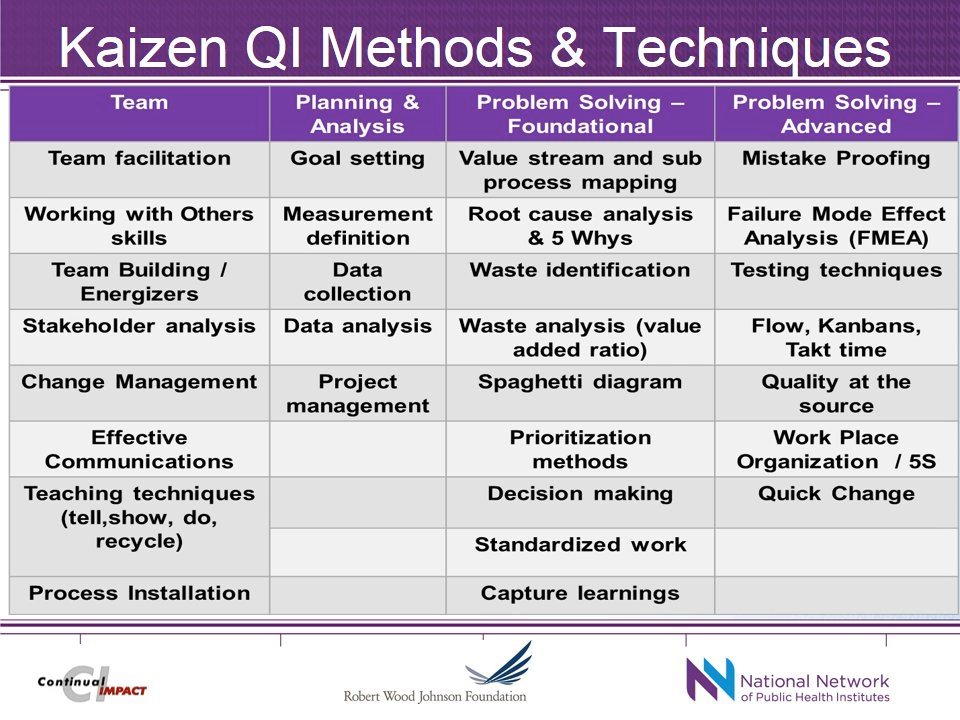 Kaizen QI Methods & Techniques
Team
Planning &
Analysis
Problem Solving –
Foundational
Problem Solving –
Advanced
Team facilitation
Goal setting
Value stream and sub
process mapping
Mistake Proofing
Working with Others
skills
Measurement
definition
Root cause analysis
& 5 Whys
Failure Mode Effect
Analysis (FMEA)
Team Building /
Energizers
Data
collection
Waste identification
Testing techniques
Stakeholder analysis
Data analysis
Waste analysis (value
added ratio)
Flow, Kanbans,
Takt time
Change Management
Project
management
Spaghetti diagram
Quality at the
source
Effective
Communications
Prioritization
methods
Work Place
Organization / 5S
Teaching techniques
(tell,show, do,
recycle)
Decision making
Quick Change
Standardized work
Process Installation
Capture learnings
Continual
CI
IMPACT
Robert Wood Johnson Foundation
National Network
of Public Health Institutes